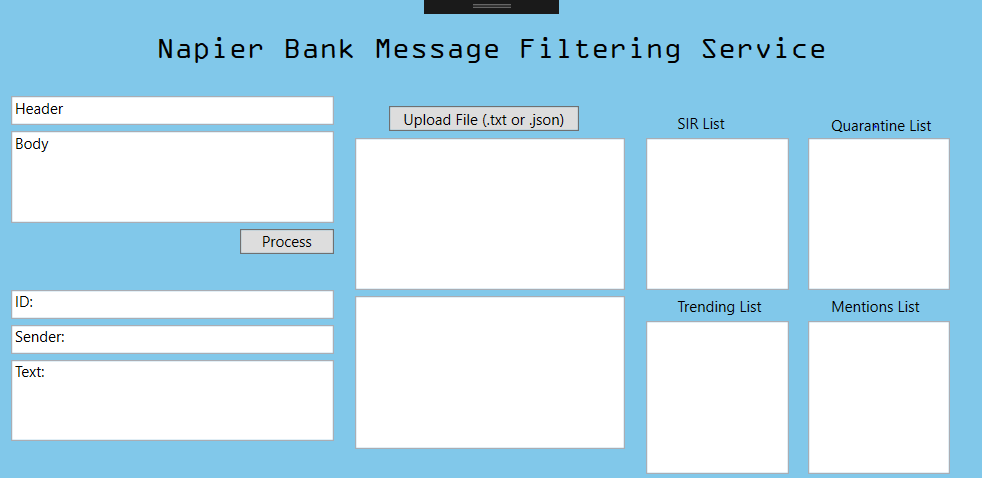 Napier Bank Message Filtering Service
Header
Body
Process
ID:
Sender:
Text:
Upload File (.txt or .json)
SIR List
Quarantine List
Trending List
Mentions List